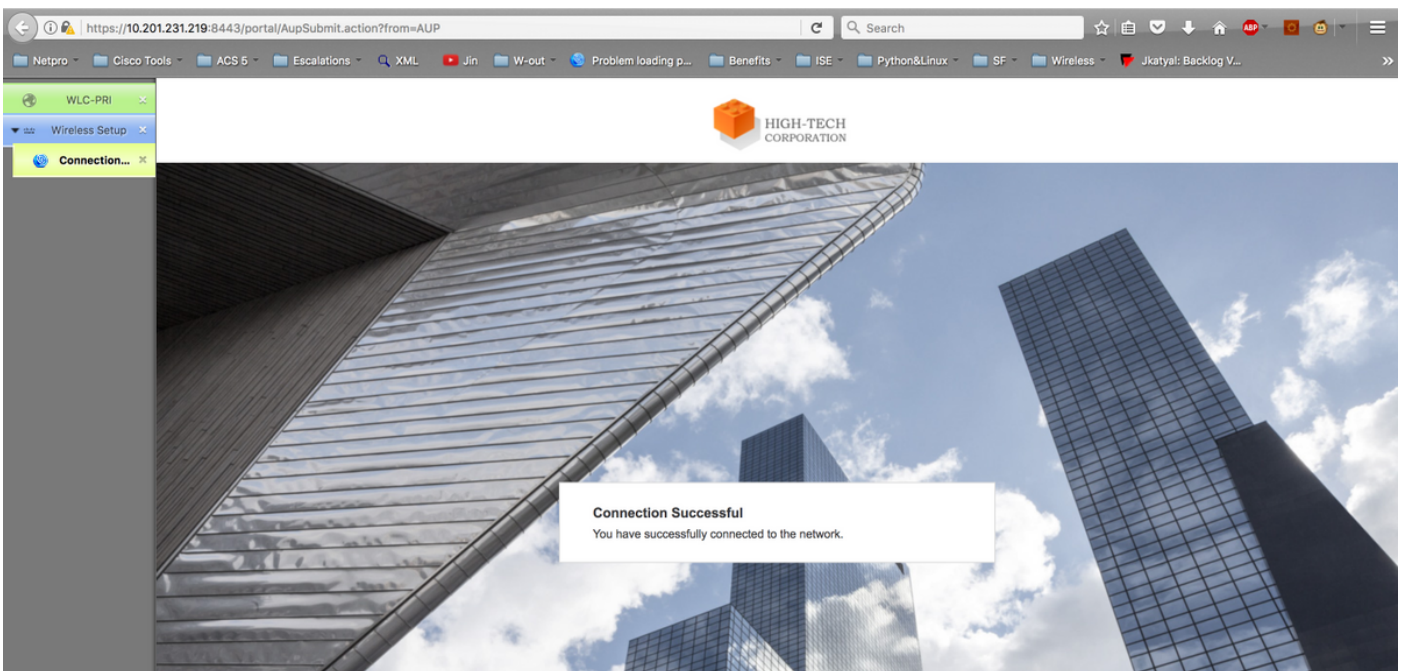 https://10.201.231.219:8443/portal/AupSubmit.action?from=AUP Search ABP
Netpro Cisco Tools ACS 5 Escalations XML Jin W-out Problem loading p... Benefits ISE Python&Linux SF Wireless Jkatyal: Backlog V... »
WLC-PRI
Wireless Setup
Connection...
HIGH-TECH
CORPORATION
Connection Successful
You have successfully connected to the network.